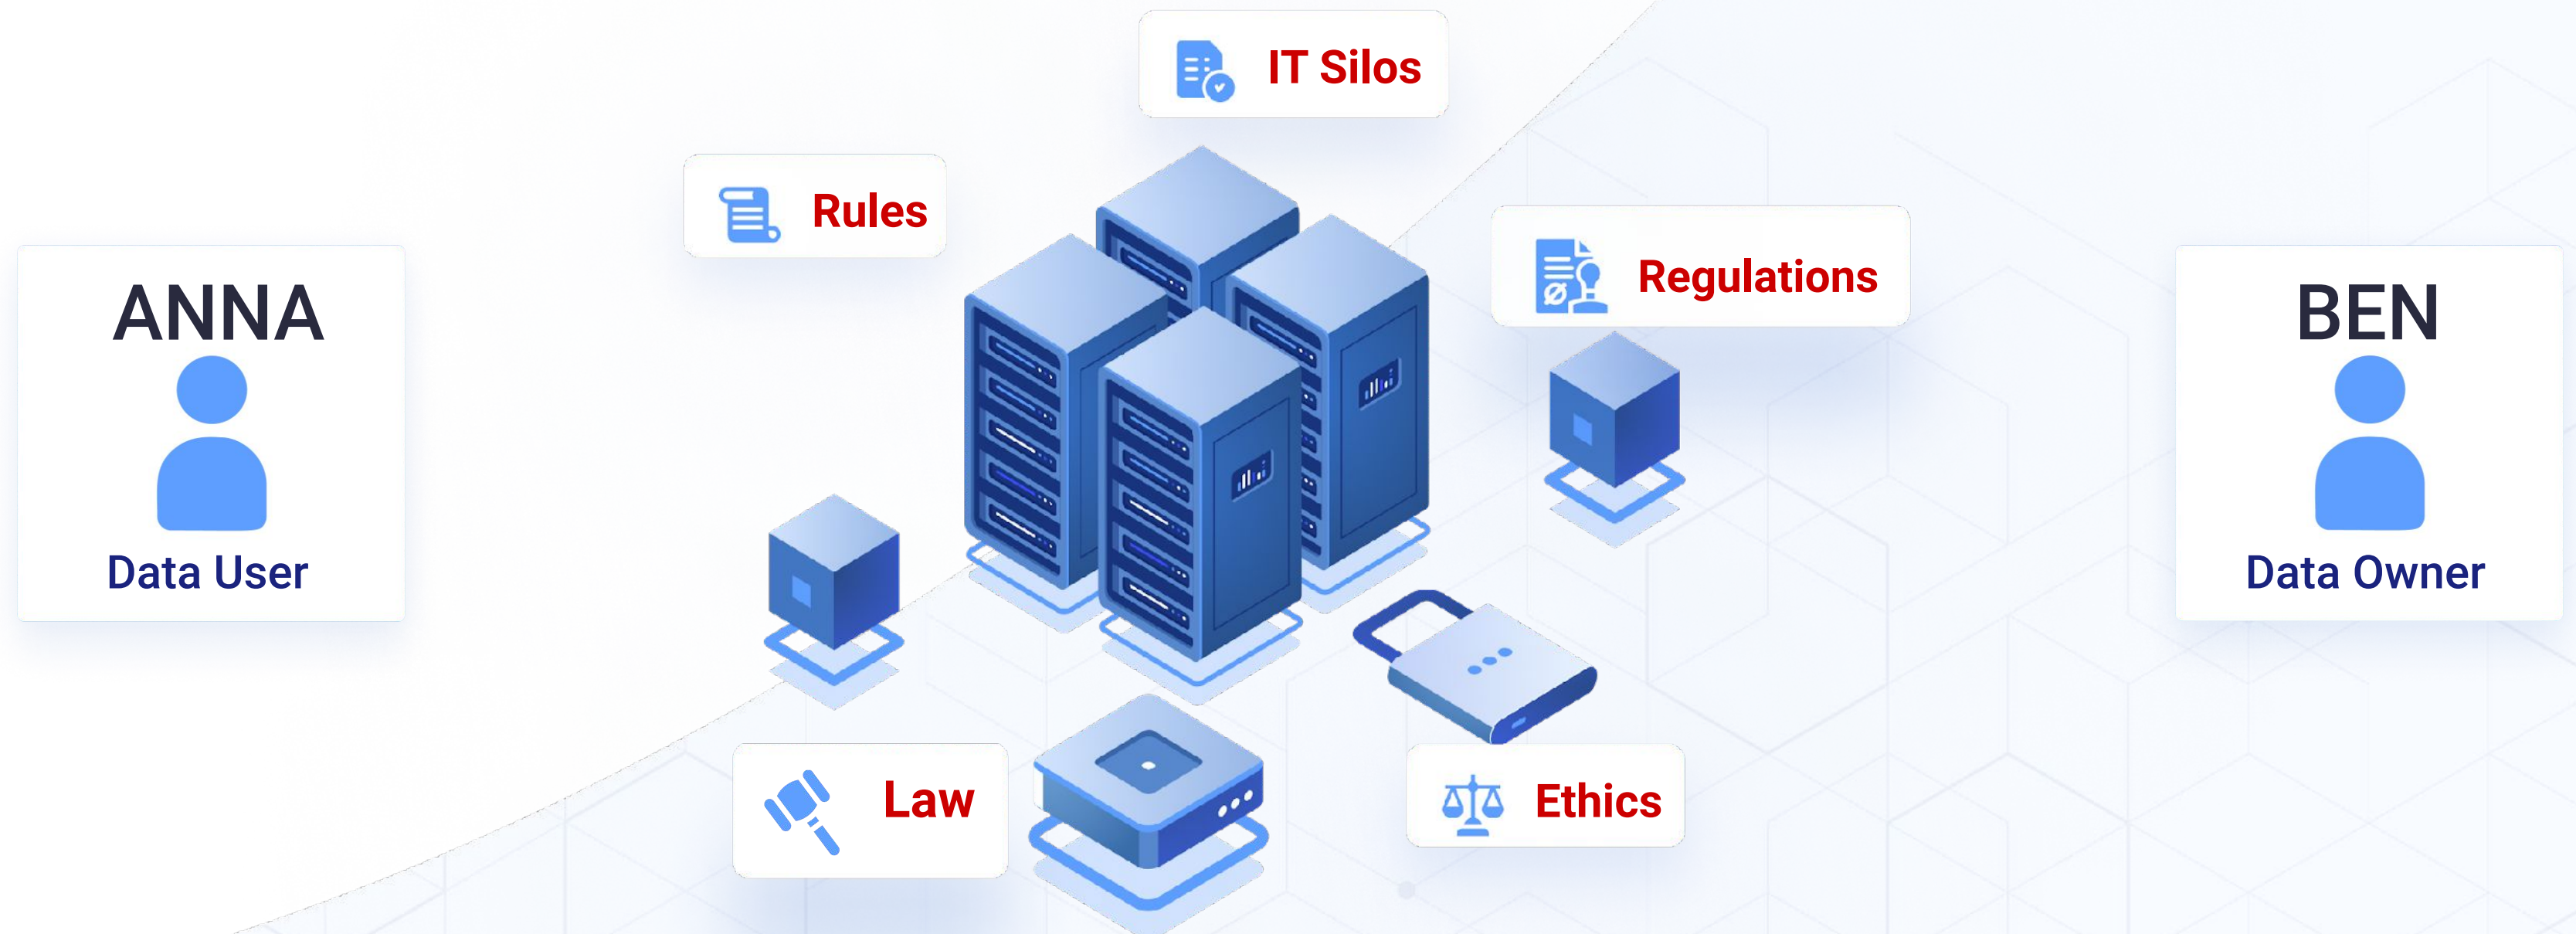 IT Silos
Rules
Regulations
ANNA
Data User
BEN
Data Owner
Law
Ethics